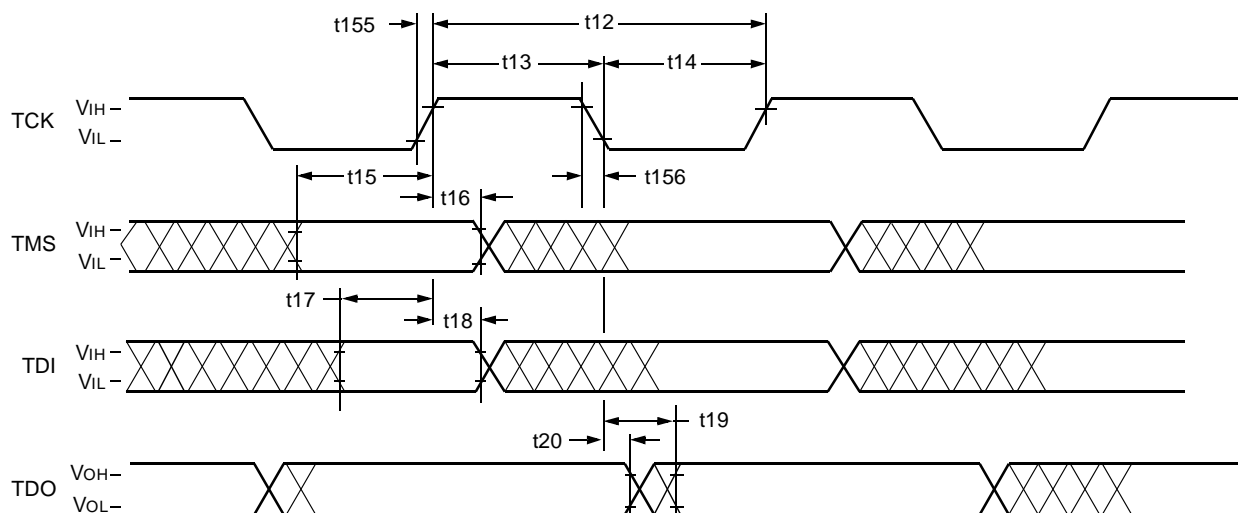 t155
t12
t13
t14
TCK
VIH
VIL
t15
t16
t156
TMS
VIH
VIL
t17
t18
TDI
VIH
VIL
t19
t20
TDO
VOH
VOL